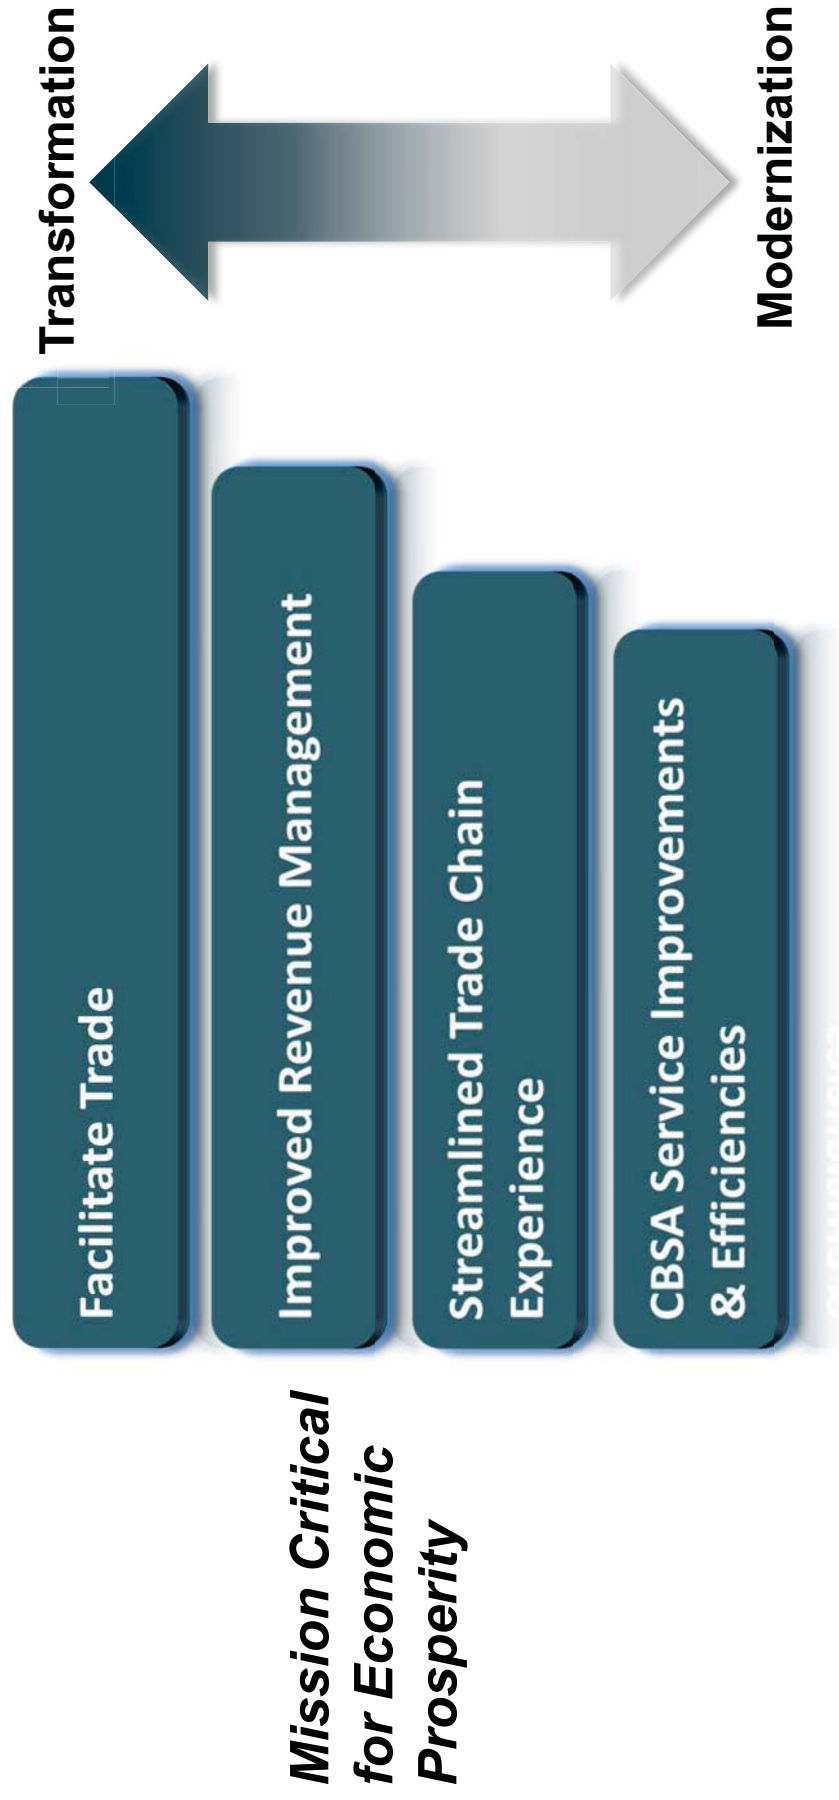 Transformation
Facilitate Trade
Improved Revenue Management
Mission Critical
for Economic
Prosperity
Streamlined Trade Chain
Experience
CBSA Service Improvements
& Efficiencies
Modernization